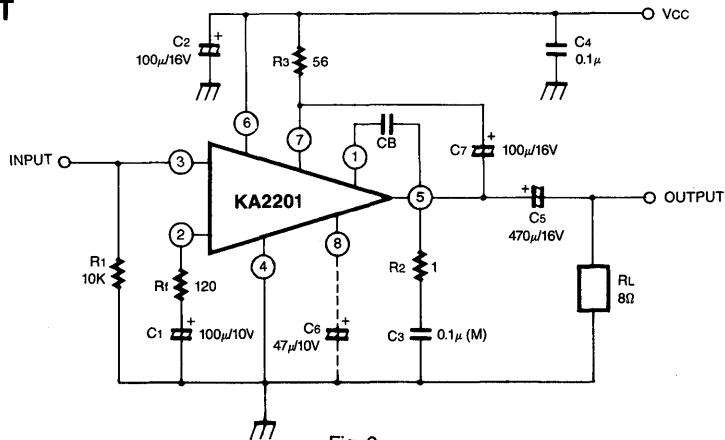 T
VCC
C2
100μ/16V
+
R3 56
C4
0.1μ
6
7
1
CB
C7
+
100μ/16V
INPUT
3
KA2201
5
+
C5
470μ/16V
OUTPUT
2
4
8
R1
10K
Rf 120
R2 1
RL
8Ω
C1
+
100μ/10V
C6
47μ/10V
+
C3 0.1μ (M)